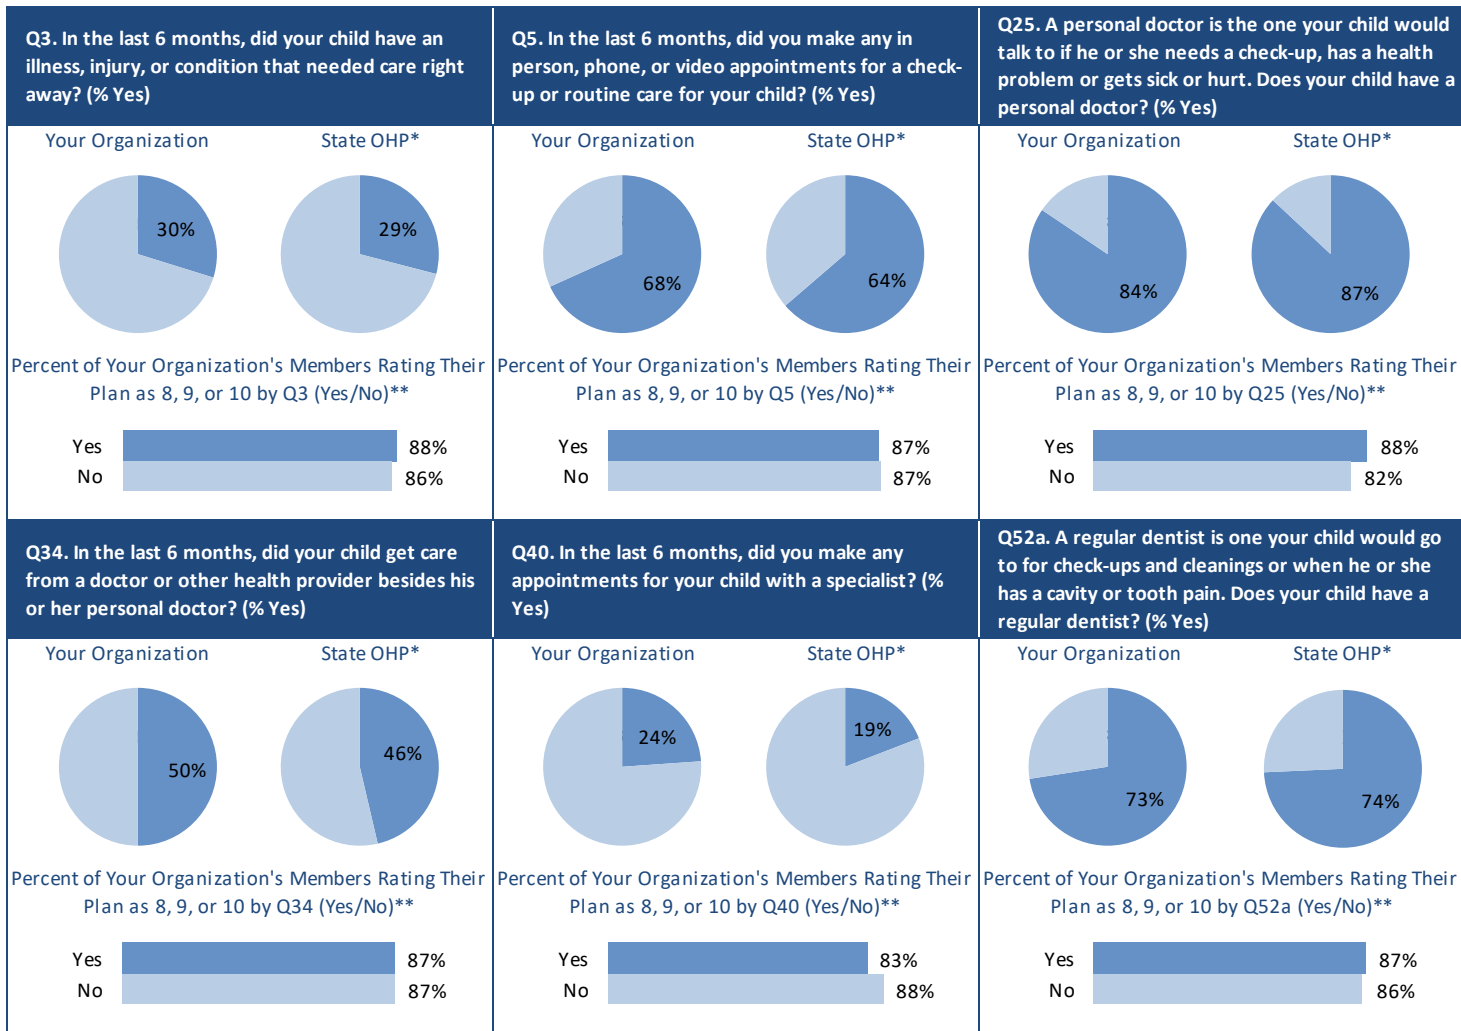 Q3. In the last 6 months, did your child have an
illness, injury, or condition that needed care right
away? (% Yes)
Your Organization
State OHP*
30%
29%
Percent of Your Organization's Members Rating Their
Plan as 8, 9, or 10 by Q3 (Yes/No)**
Yes
88%
No
86%
Q5. In the last 6 months, did you make any in
person, phone, or video appointments for a check-
up or routine care for your child? (% Yes)
Your Organization
State OHP*
68%
64%
Percent of Your Organization's Members Rating Their
Plan as 8, 9, or 10 by Q5 (Yes/No)**
Yes
87%
No
87%
Q25. A personal doctor is the one your child would
talk to if he or she needs a check-up, has a health
problem or gets sick or hurt. Does your child have a
personal doctor? (% Yes)
Your Organization
State OHP*
84%
87%
Percent of Your Organization's Members Rating Their
Plan as 8, 9, or 10 by Q25 (Yes/No)**
Yes
88%
No
82%
Q34. In the last 6 months, did your child get care
from a doctor or other health provider besides his
or her personal doctor? (% Yes)
Your Organization
State OHP*
50%
46%
Percent of Your Organization's Members Rating Their
Plan as 8, 9, or 10 by Q34 (Yes/No)**
Yes
87%
No
87%
Q40. In the last 6 months, did you make any
appointments for your child with a specialist? (%
Yes)
Your Organization
State OHP*
24%
19%
Percent of Your Organization's Members Rating Their
Plan as 8, 9, or 10 by Q40 (Yes/No)**
Yes
83%
No
88%
Q52a. A regular dentist is one your child would go
to for check-ups and cleanings or when he or she
has a cavity or tooth pain. Does your child have a
regular dentist? (% Yes)
Your Organization
State OHP*
73%
74%
Percent of Your Organization's Members Rating Their
Plan as 8, 9, or 10 by Q52a (Yes/No)**
Yes
87%
No
86%